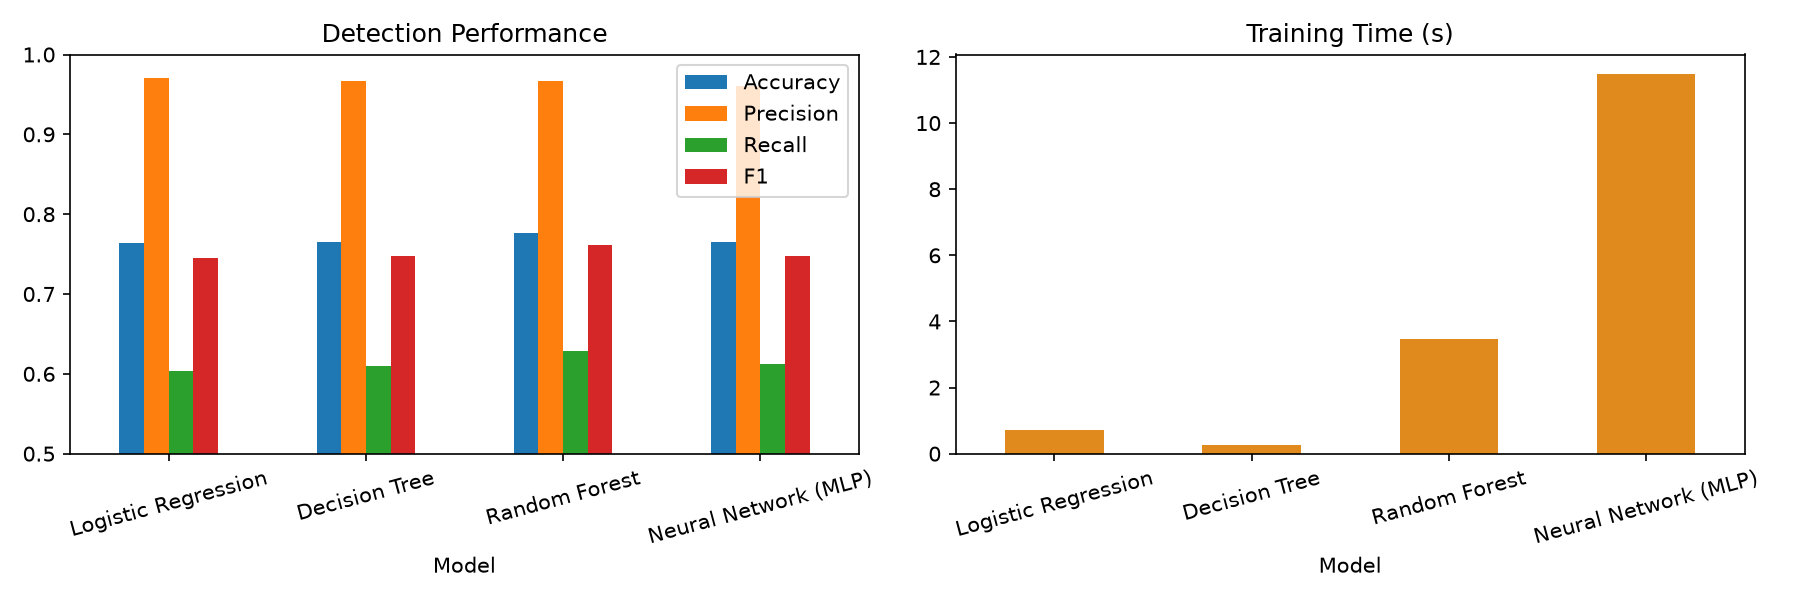 Detection Performance
1.0
0.9
0.8
0.7
0.6
0.5
Accuracy
Precision
Recall
F1
Logistic Regression
Decision Tree
Random Forest
Neural Network (MLP)
Model
Training Time (s)
12
10
8
6
4
2
0
Logistic Regression
Decision Tree
Random Forest
Neural Network (MLP)
Model